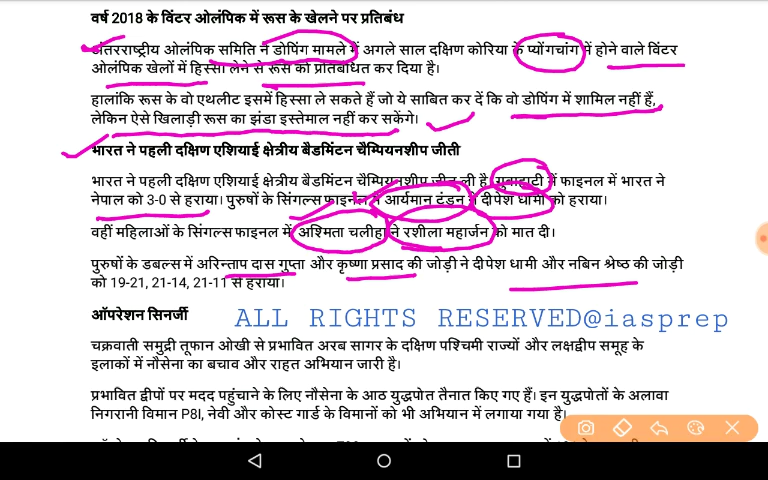 वर्ष 2018 के विंटर ओलंपिक में रूस के खेलने पर प्रतिबंध
अंतरराष्ट्रीय ओलंपिक समिति ने डोपिंग मामले में अगले साल दक्षिण कोरिया के प्योंगचांग में होने वाले विंटर
ओलंपिक खेलों में हिस्सा लेने से रूस को प्रतिबंधित कर दिया है।
हालांकि रूस के वो एथलीट इसमें हिस्सा ले सकते हैं जो ये साबित कर दें कि वो डोपिंग में शामिल नहीं हैं,
लेकिन ऐसे खिलाड़ी रूस का झंडा इस्तेमाल नहीं कर सकेंगे।
भारत ने पहली दक्षिण एशियाई क्षेत्रीय बैडमिंटन चैम्पियनशीप जीती
भारत ने पहली दक्षिण एशियाई क्षेत्रीय बैडमिंटन चैम्पियनशीप जीत ली है। गुवाहाटी में फाइनल में भारत ने
नेपाल को 3-0 से हराया। पुरुषों के सिंगल्स फाइनल में आर्यमान टंडन ने दीपेश धामी को हराया।
वहीं महिलाओं के सिंगल्स फाइनल में अश्मिता चलीहा ने रशीला महार्जन को मात दी।
पुरुषों के डबल्स में अरिन्ताप दास गुप्ता और कृष्णा प्रसाद की जोड़ी ने दीपेश धामी और नबिन श्रेष्ठ की जोड़ी
को 19-21, 21-14, 21-11 से हराया।
ऑपरेशन सिनर्जी ALL RIGHTS RESERVED@iasprep
चक्रवाती समुद्री तूफान ओखी से प्रभावित अरब सागर के दक्षिण पश्चिमी राज्यों और लक्षद्वीप समूह के
इलाकों में नौसेना का बचाव और राहत अभियान जारी है।
प्रभावित द्वीपों पर मदद पहुंचाने के लिए नौसेना के आठ युद्धपोत तैनात किए गए हैं। इन युद्धपोतों के अलावा
निगरानी विमान P8I, नेवी और कोस्ट गार्ड के विमानों को भी अभियान में लगाया गया है।